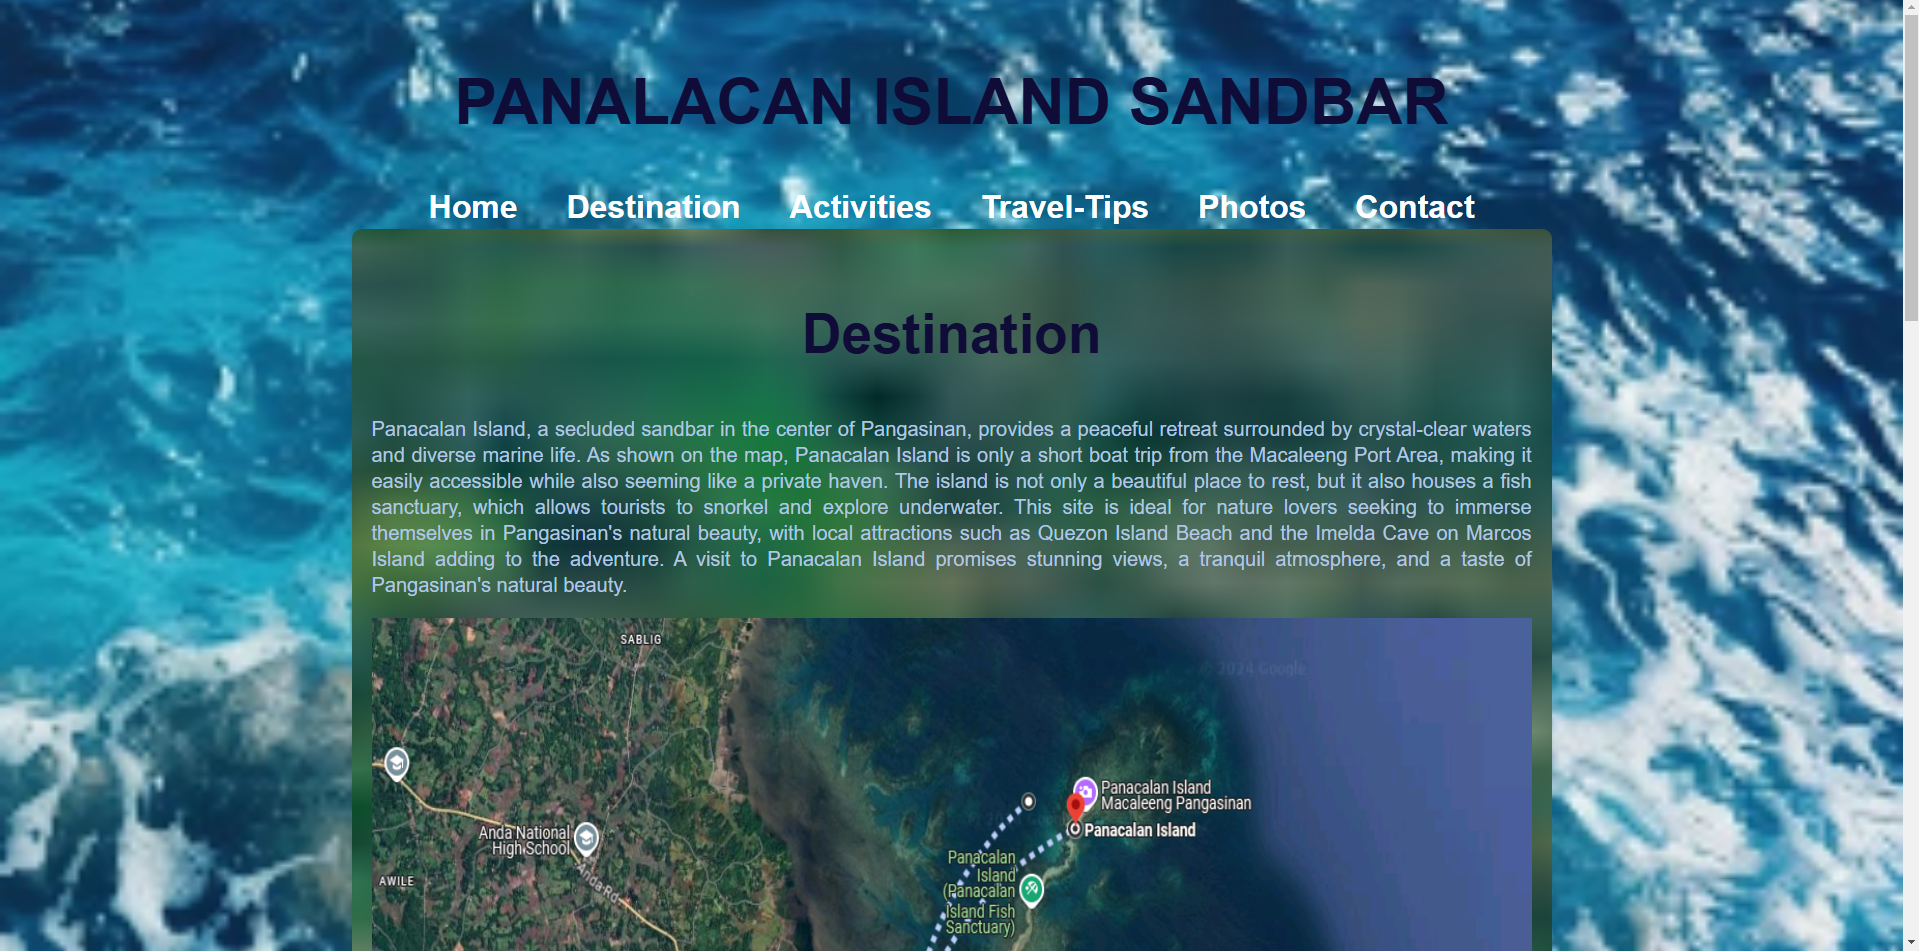 PANALACAN ISLAND SANDBAR
Home Destination Activities Travel-Tips Photos Contact
Destination
Panacalan Island, a secluded sandbar in the center of Pangasinan, provides a peaceful retreat surrounded by crystal-clear waters
and diverse marine life. As shown on the map, Panacalan Island is only a short boat trip from the Macaleeng Port Area, making it
easily accessible while also seeming like a private haven. The island is not only a beautiful place to rest, but it also houses a fish
sanctuary, which allows tourists to snorkel and explore underwater. This site is ideal for nature lovers seeking to immerse
themselves in Pangasinan's natural beauty, with local attractions such as Quezon Island Beach and the Imelda Cave on Marcos
Island adding to the adventure. A visit to Panacalan Island promises stunning views, a tranquil atmosphere, and a taste of
Pangasinan's natural beauty.
SABLIG
© 2024 Google
Panacalan Island
Macaleeng Pangasinan
Panacalan Island
Anda National
High School
Panacalan
Island
(Panacalan
Island Fish
Sanctuary)
AWILE
Anda Rd